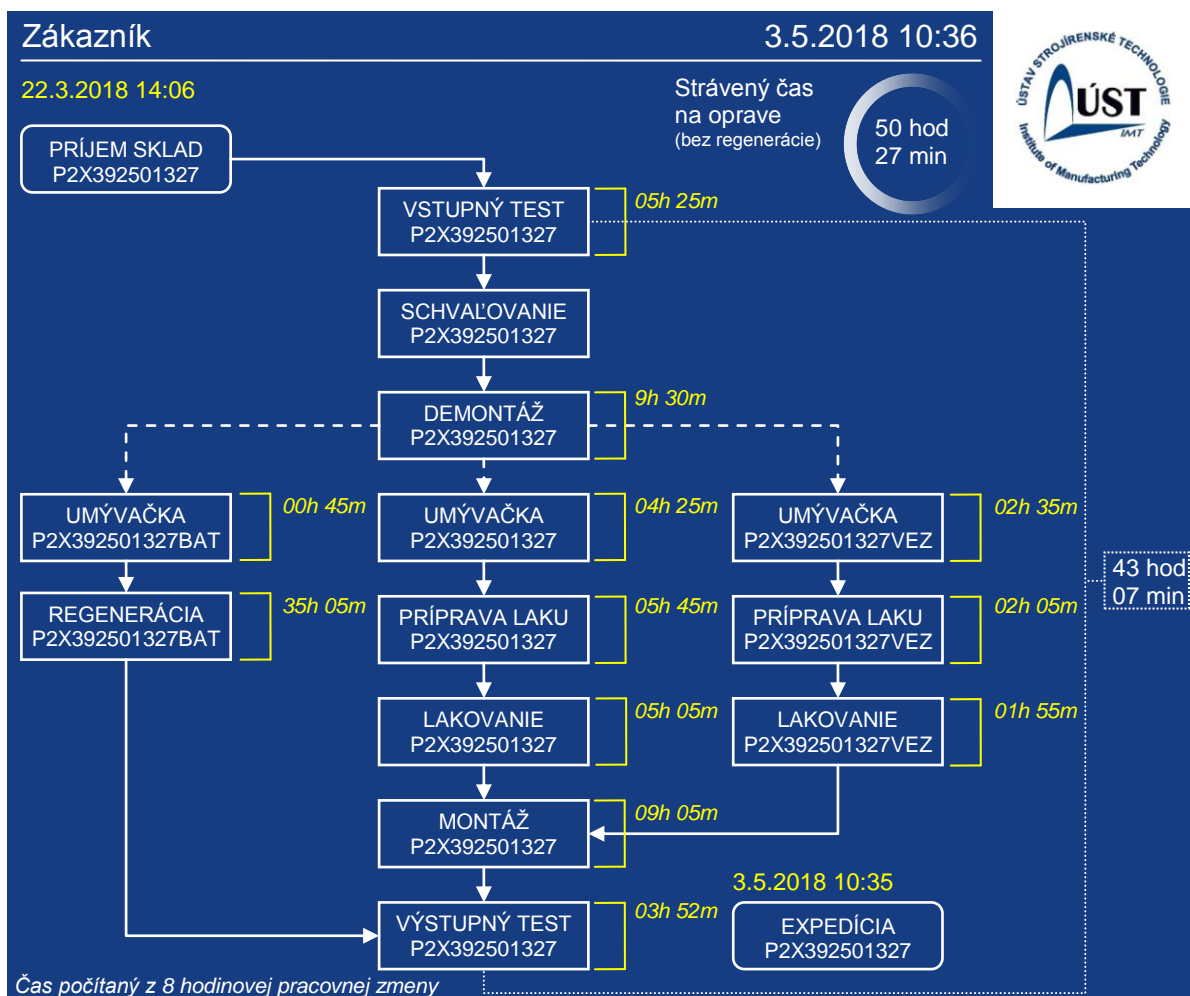 Zákazník
3.5.2018 10:36
22.3.2018 14:06
Strávený čas
na oprave
(bez regenerácie)
50 hod
27 min
ÚSTAV STROJÍRENSKÉ TECHNOLOGIE
ÚST
IMT
Institute of Manufacturing Technology
PRÍJEM SKLAD
P2X392501327
VSTUPNÝ TEST
P2X392501327
05h 25m
SCHVAĽOVANIE
P2X392501327
DEMONTÁŽ
P2X392501327
9h 30m
UMÝVAČKA
P2X392501327BAT
00h 45m
UMÝVAČKA
P2X392501327
04h 25m
UMÝVAČKA
P2X392501327VEZ
02h 35m
43 hod
07 min
REGENERÁCIA
P2X392501327BAT
35h 05m
PRÍPRAVA LAKU
P2X392501327
05h 45m
PRÍPRAVA LAKU
P2X392501327VEZ
02h 05m
LAKOVANIE
P2X392501327
05h 05m
LAKOVANIE
P2X392501327VEZ
01h 55m
MONTÁŽ
P2X392501327
09h 05m
3.5.2018 10:35
VÝSTUPNÝ TEST
P2X392501327
03h 52m
EXPEDÍCIA
P2X392501327
Čas počítaný z 8 hodinovej pracovnej zmeny